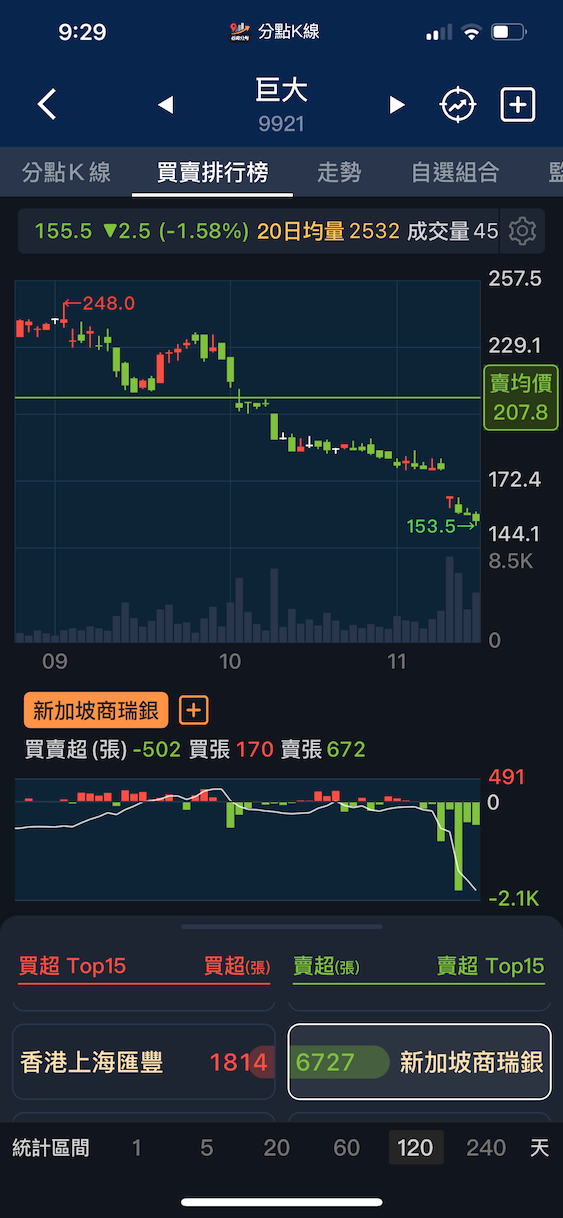 9:29
分點K線
巨大
9921
分點K線 買賣排行榜 走勢 自選組合
155.5 ▼2.5 (-1.58%) 20日均量 2532 成交量 45
257.5
←248.0
229.1
賣均價
207.8
172.4
153.5→
144.1
8.5K
0
09 10 11
新加坡商瑞銀
買賣超(張) -502 買張 170 賣張 672
491
0
-2.1K
買超 Top15 買超(張) 賣超(張) 賣超 Top15
香港上海匯豐 1814 6727 新加坡商瑞銀
統計區間 1 5 20 60 120 240 天